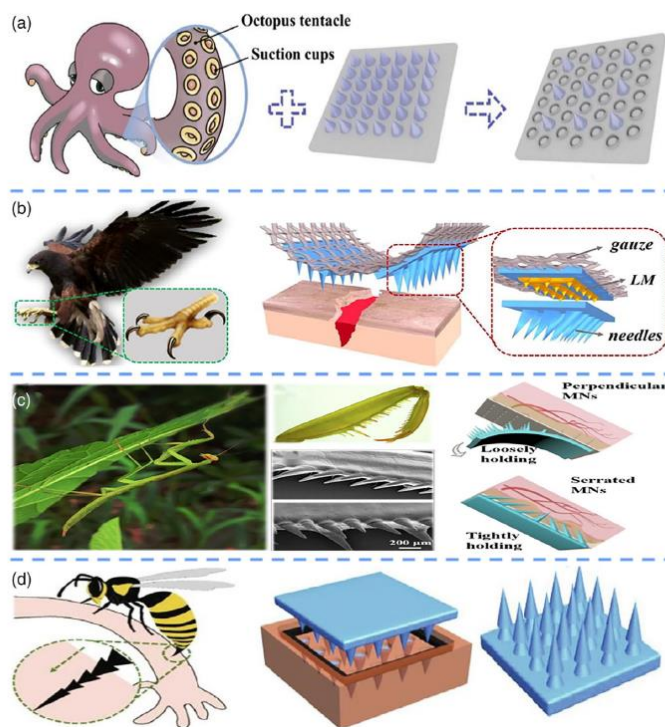 (a)
Octopus tentacle
Suction cups
(b)
gauze
LM
needles
(c)
Perpendicular
MNs
Loosely
holding
Serrated
MNs
Tightly
holding
200 μm
(d)